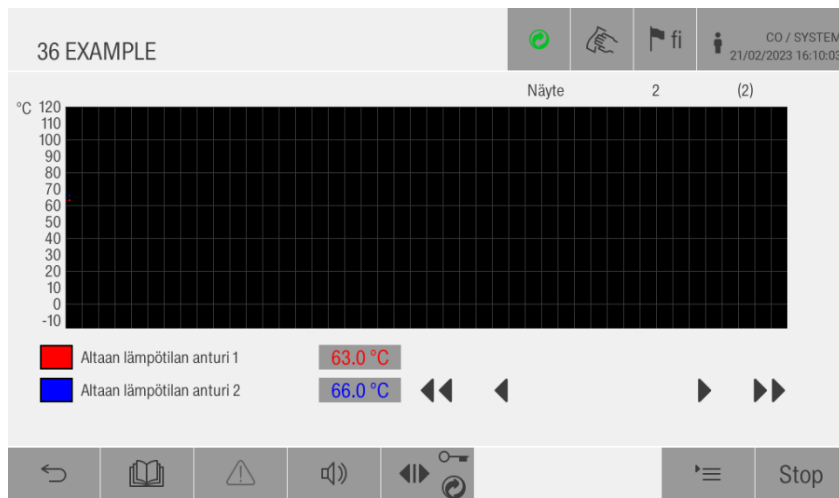 36 EXAMPLE
fi
CO / SYSTEM
21/02/2023 16:10:03
Näyte 2 (2)
°C 120
110
100
90
80
70
60
50
40
30
20
10
0
-10
Altaan lämpötilan anturi 1 63.0 °C
Altaan lämpötilan anturi 2 66.0 °C
Stop